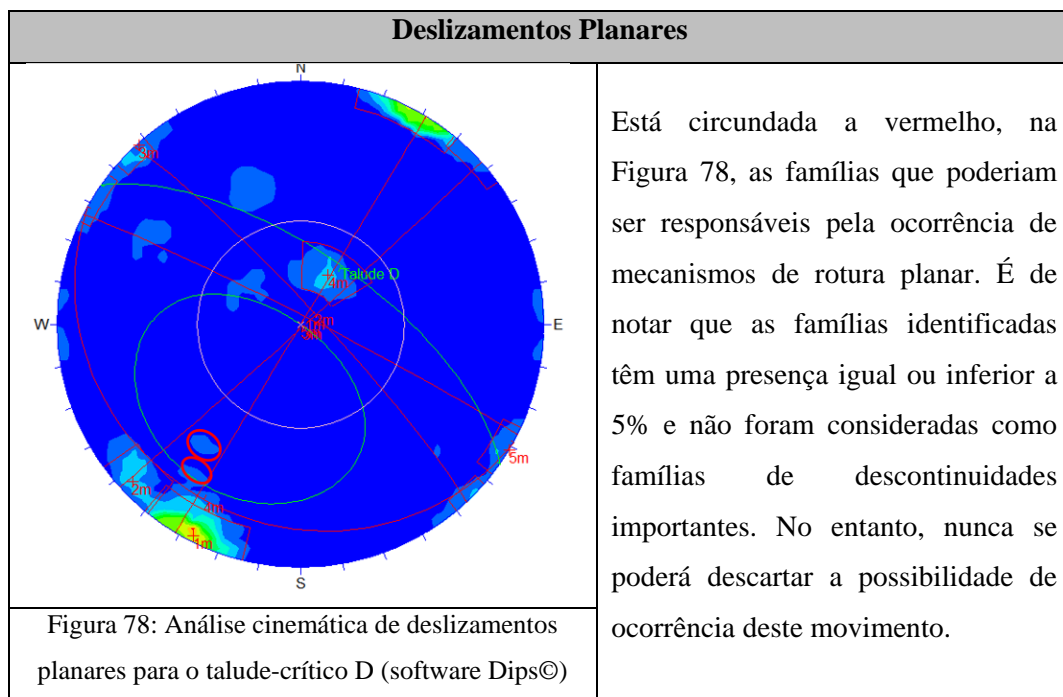 Deslizamentos Planares
N
3m
Talude D
4m
W
E
2m
5m
2m
4m
1m
S
Figura 78: Análise cinemática de deslizamentos
planares para o talude-crítico D (software Dips©)
Está circundada a vermelho, na
Figura 78, as famílias que poderiam
ser responsáveis pela ocorrência de
mecanismos de rotura planar. É de
notar que as famílias identificadas
têm uma presença igual ou inferior a
5% e não foram consideradas como
famílias de descontinuidades
importantes. No entanto, nunca se
poderá descartar a possibilidade de
ocorrência deste movimento.